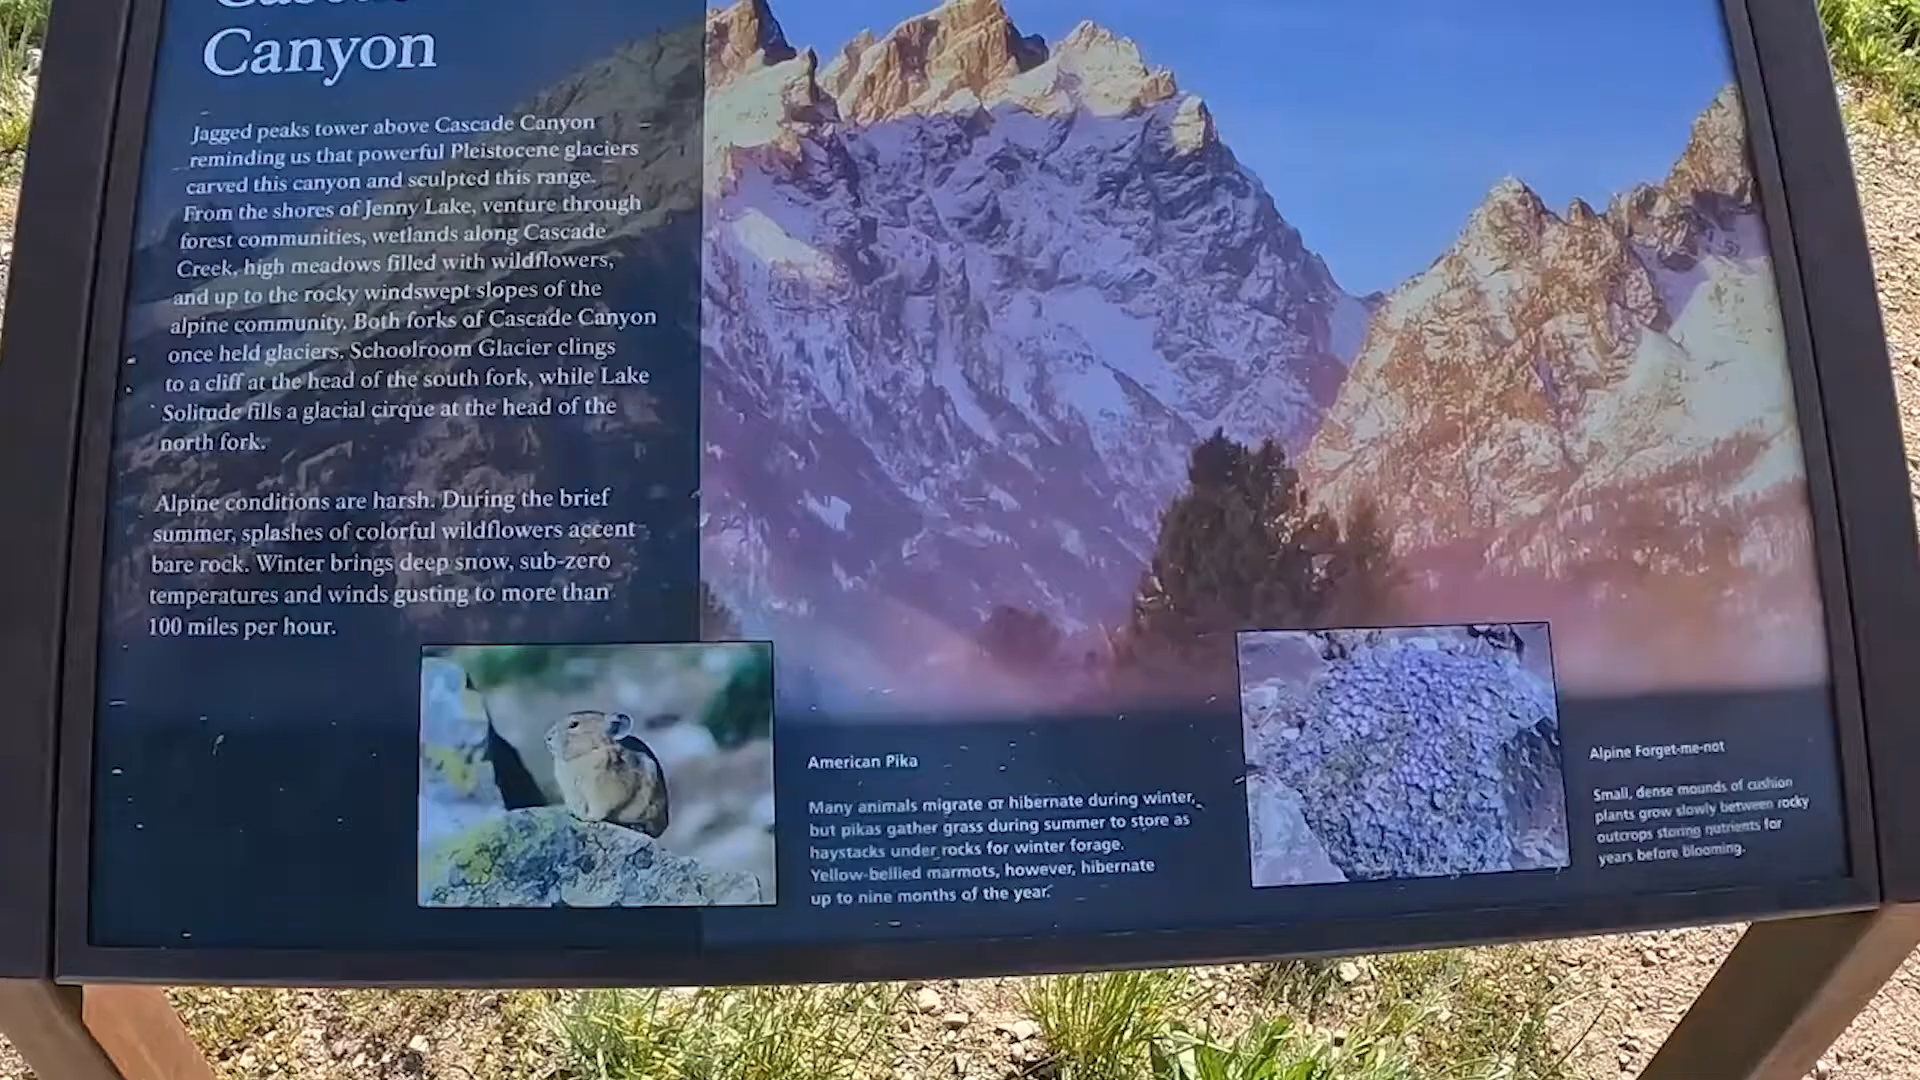 Canyon
Jagged peaks tower above Cascade Canyon
reminding us that powerful Pleistocene glaciers
carved this canyon and sculpted this range.
From the shores of Jenny Lake, venture through
forest communities, wetlands along Cascade
Creek, high meadows filled with wildflowers,
and up to the rocky windswept slopes of the
alpine community. Both forks of Cascade Canyon
once held glaciers. Schoolroom Glacier clings
to a cliff at the head of the south fork, while Lake
Solitude fills a glacial cirque at the head of the
north fork.
Alpine conditions are harsh. During the brief
summer, splashes of colorful wildflowers accent
bare rock. Winter brings deep snow, sub-zero
temperatures and winds gusting to more than
100 miles per hour.
American Pika
Many animals migrate or hibernate during winter,
but pikas gather grass during summer to store as
haystacks under rocks for winter forage.
Yellow-bellied marmots, however, hibernate
up to nine months of the year.
Alpine Forget-me-not
Small, dense mounds of cushion
plants grow slowly between rocky
outcrops storing nutrients for
years before blooming.